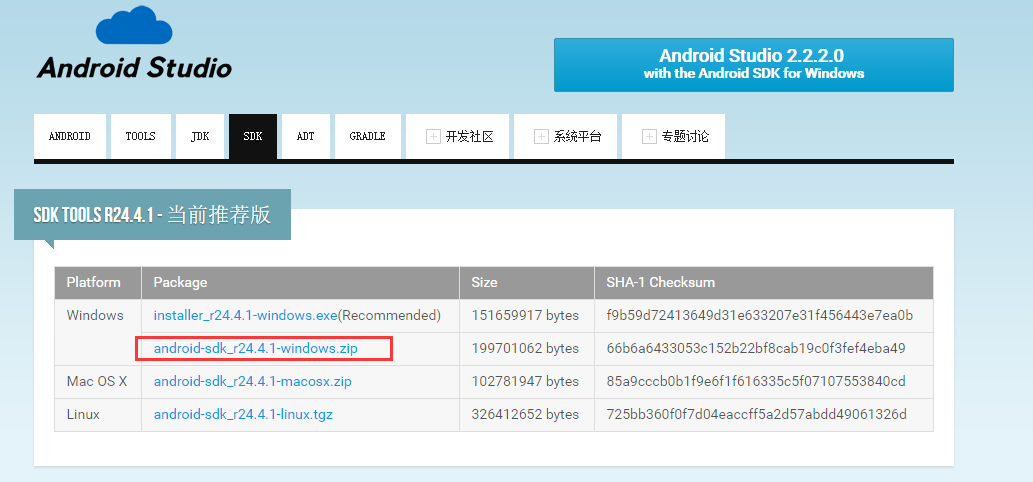 Android Studio
Android Studio 2.2.2.0
with the Android SDK for Windows
ANDROID TOOLS JDK SDK ADT GRADLE 开发社区 系统平台 专题讨论
SDK TOOLS R24.4.1 - 当前推荐版
Platform Package Size SHA-1 Checksum
Windows installer_r24.4.1-windows.exe(Recommended) 151659917 bytes f9b59d72413649d31e633207e31f456443e7ea0b
android-sdk_r24.4.1-windows.zip 199701062 bytes 66b6a6433053c152b22bf8cab19c0f3fef4eba49
Mac OS X android-sdk_r24.4.1-macosx.zip 102781947 bytes 85a9cccb0b1f9e6f1f616335c5f07107553840cd
Linux android-sdk_r24.4.1-linux.tgz 326412652 bytes 725bb360f0f7d04eaccff5a2d57abdd49061326d